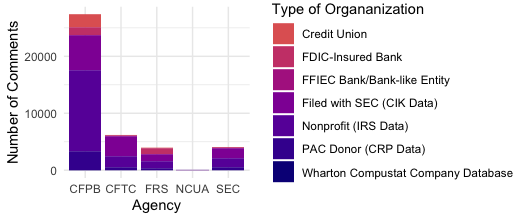 Type of Organanization
Credit Union
FDIC-Insured Bank
FFIEC Bank/Bank-like Entity
Filed with SEC (CIK Data)
Nonprofit (IRS Data)
PAC Donor (CRP Data)
Wharton Compustat Company Database
Number of Comments
20000
10000
0
CFPB CFTC FRS NCUA SEC
Agency